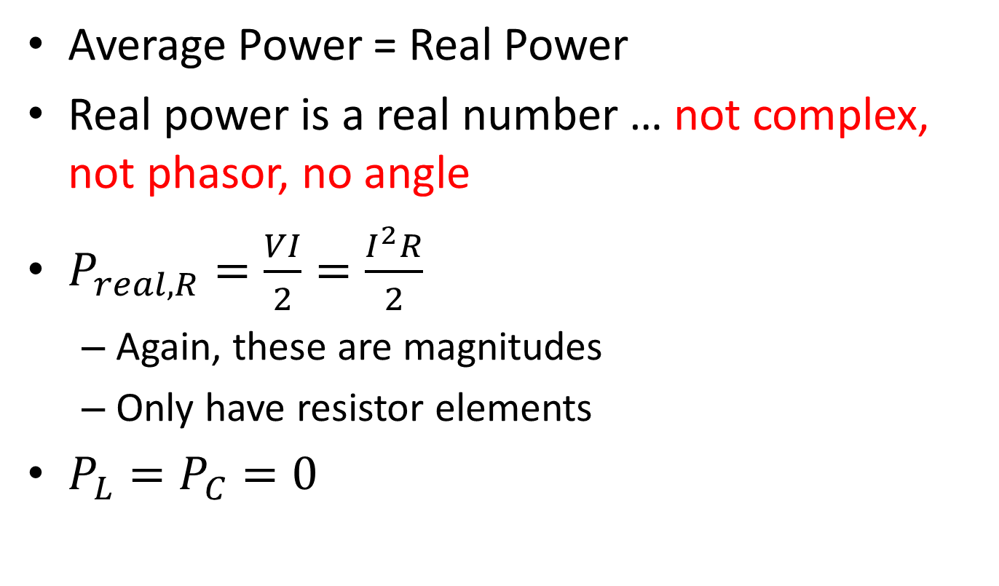 • Average Power = Real Power
• Real power is a real number … not complex,
not phasor, no angle
• $P_{real,R} = \frac{VI}{2} = \frac{I^2R}{2}$
– Again, these are magnitudes
– Only have resistor elements
• $P_L = P_C = 0$